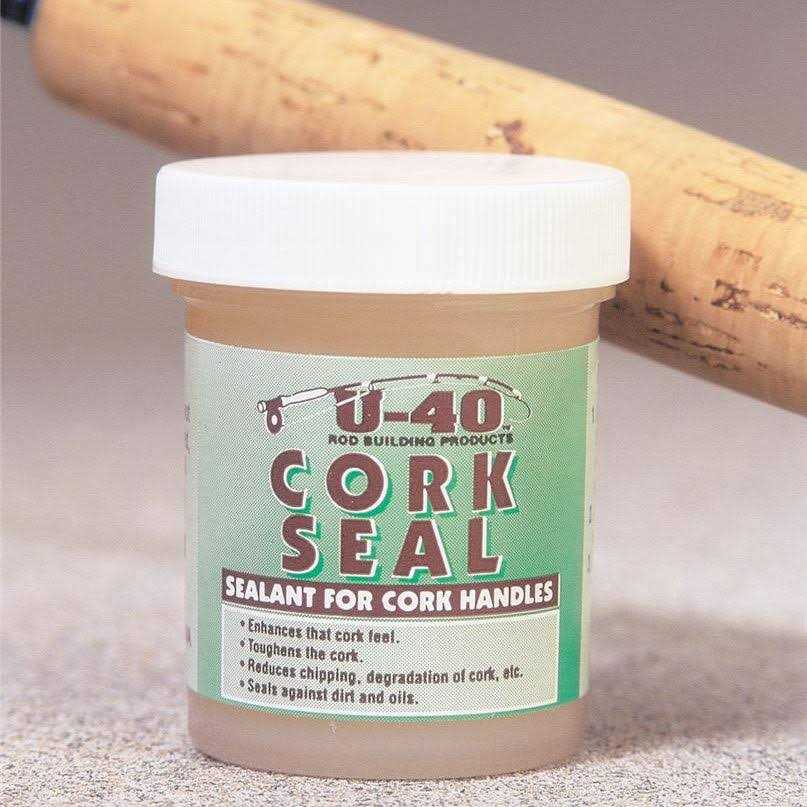 U-40™
ROD BUILDING PRODUCTS
CORK
SEAL
SEALANT FOR CORK HANDLES
• Enhances that cork feel.
• Toughens the cork.
• Reduces chipping, degradation of cork, etc.
• Seals against dirt and oils.